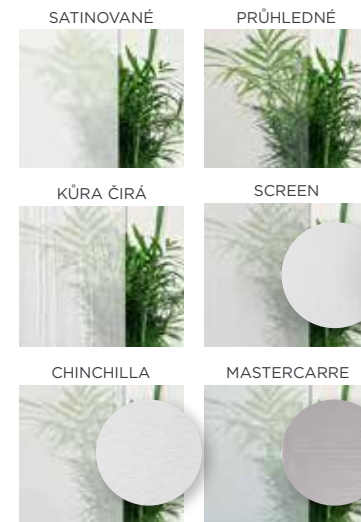 SATINOVANÉ
PRŮHLEDNÉ
KŮRA ČIRÁ
SCREEN
CHINCHILLA
MASTERCARRE